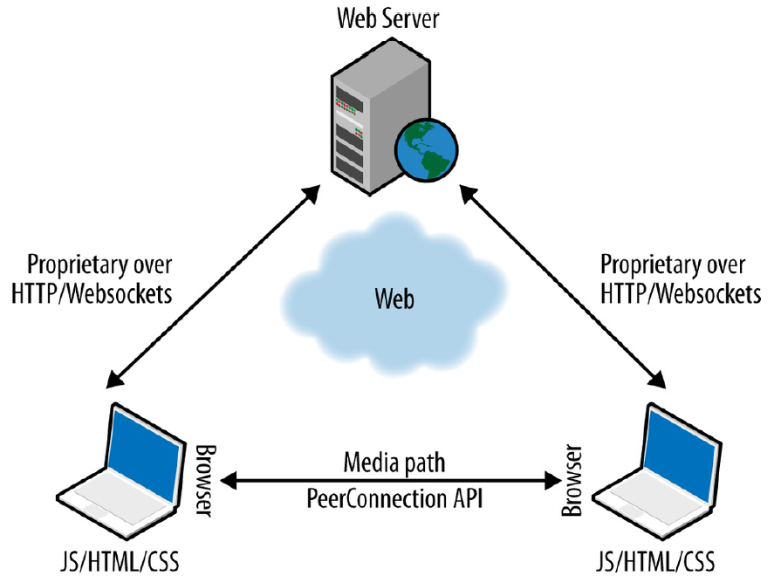 Web Server
Proprietary over
HTTP/Websockets
Proprietary over
HTTP/Websockets
Web
Browser
Media path
PeerConnection API
Browser
JS/HTML/CSS
JS/HTML/CSS